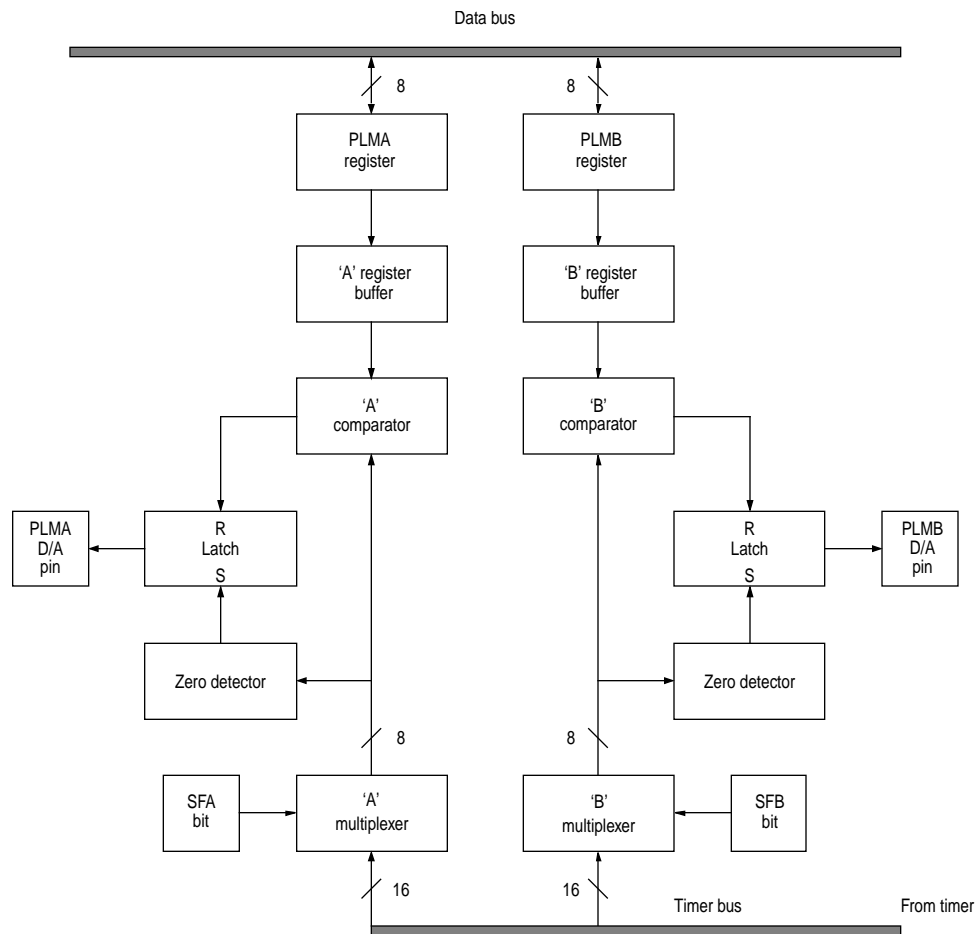 Data bus
8
8
PLMA
register
PLMB
register
‘A’ register
buffer
‘B’ register
buffer
‘A’
comparator
‘B’
comparator
PLMA
D/A
pin
R
Latch
S
R
Latch
S
PLMB
D/A
pin
Zero detector
Zero detector
8
8
SFA
bit
‘A’
multiplexer
‘B’
multiplexer
SFB
bit
16
16
Timer bus
From timer